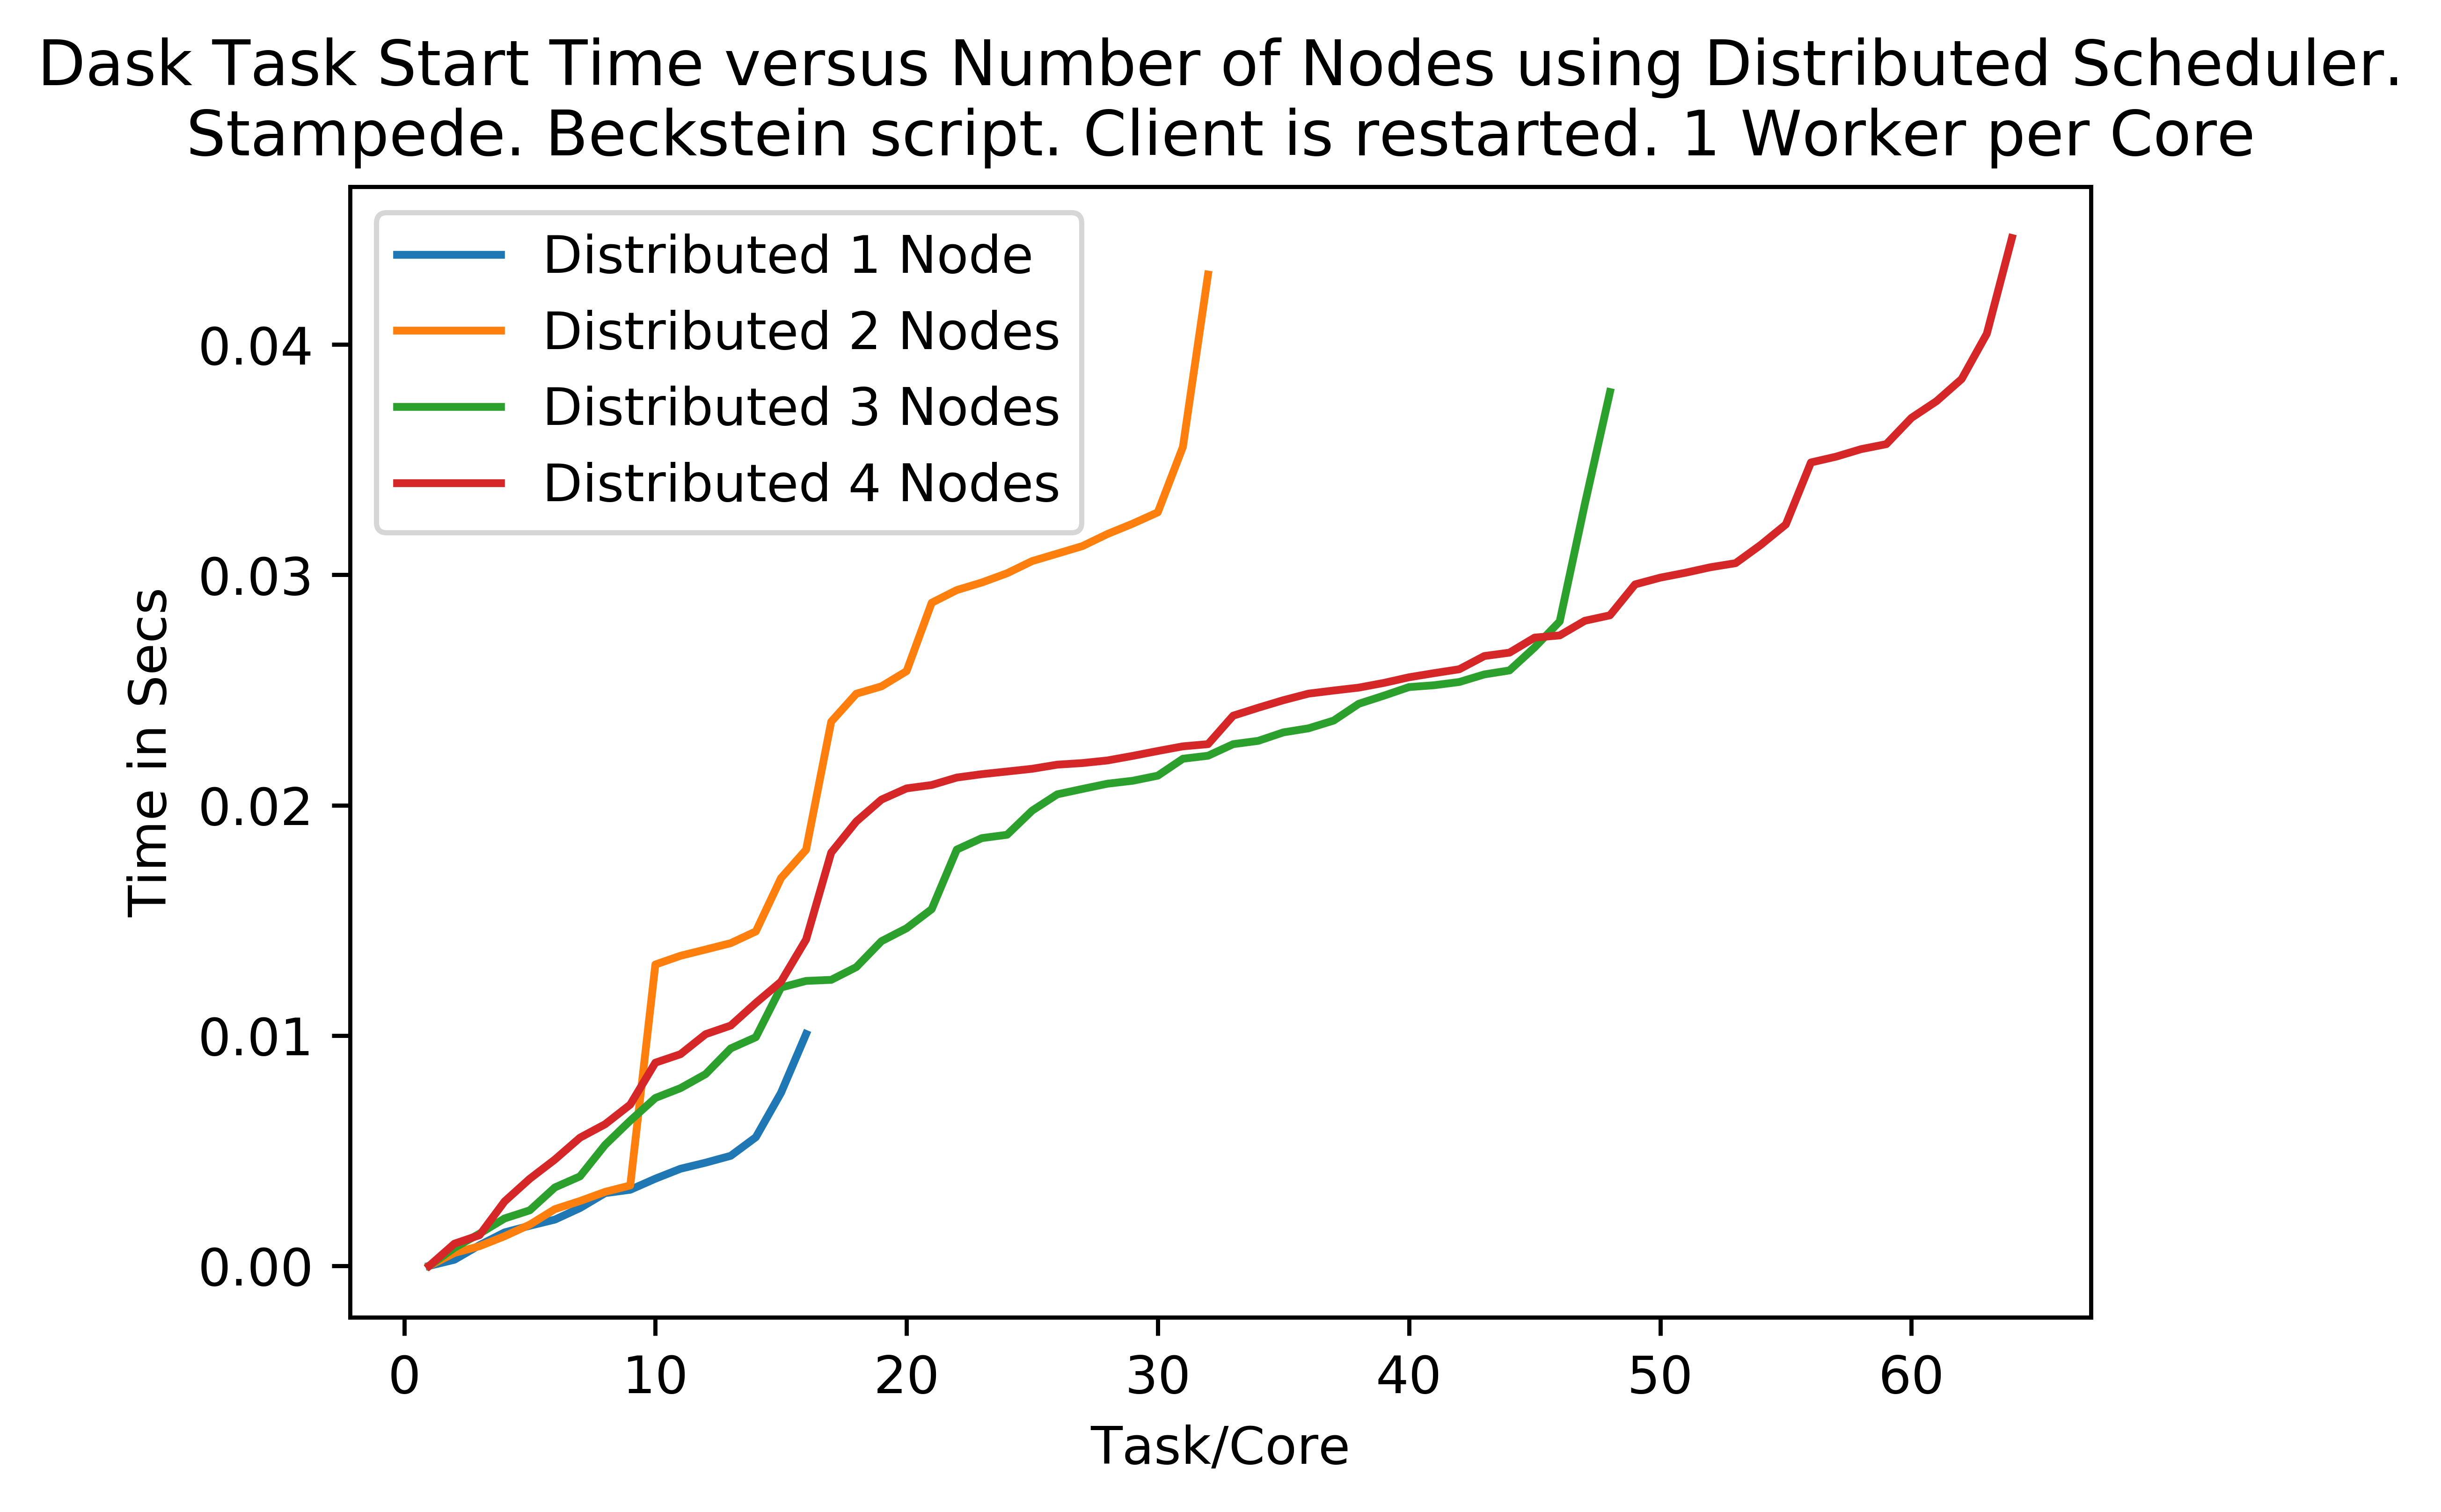 Dask Task Start Time versus Number of Nodes using Distributed Scheduler.
Stampede. Beckstein script. Client is restarted. 1 Worker per Core
Distributed 1 Node
Distributed 2 Nodes
Distributed 3 Nodes
Distributed 4 Nodes
0.04
0.03
0.02
0.01
0.00
Time in Secs
0 10 20 30 40 50 60
Task/Core